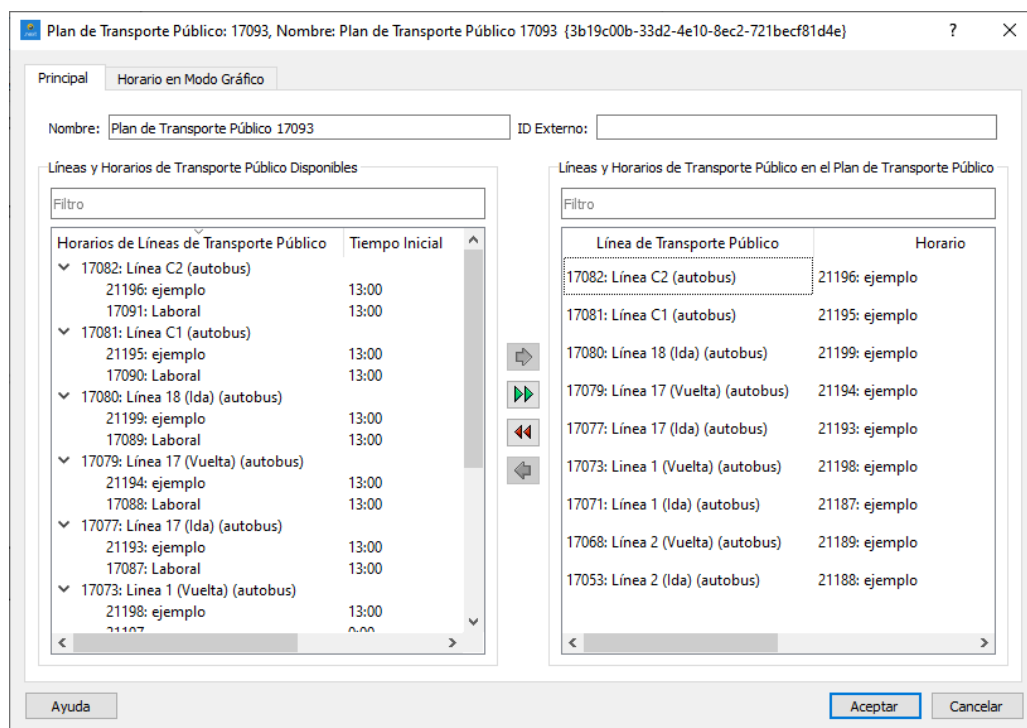 Plan de Transporte Público: 17093, Nombre: Plan de Transporte Público 17093 {3b19c00b-33d2-4e10-8ec2-721becf81d4e}
Principal
Horario en Modo Gráfico
Nombre: Plan de Transporte Público 17093
ID Externo:
Líneas y Horarios de Transporte Público Disponibles
Filtro
Horarios de Líneas de Transporte Público Tiempo Inicial
17082: Línea C2 (autobus)
21196: ejemplo 13:00
17091: Laboral 13:00
17081: Línea C1 (autobus)
21195: ejemplo 13:00
17090: Laboral 13:00
17080: Línea 18 (Ida) (autobus)
21199: ejemplo 13:00
17089: Laboral 13:00
17079: Línea 17 (Vuelta) (autobus)
21194: ejemplo 13:00
17088: Laboral 13:00
17077: Línea 17 (Ida) (autobus)
21193: ejemplo 13:00
17087: Laboral 13:00
17073: Linea 1 (Vuelta) (autobus)
21198: ejemplo 13:00
Líneas y Horarios de Transporte Público en el Plan de Transporte Público
Filtro
Línea de Transporte Público Horario
17082: Línea C2 (autobus) 21196: ejemplo
17081: Línea C1 (autobus) 21195: ejemplo
17080: Línea 18 (Ida) (autobus) 21199: ejemplo
17079: Línea 17 (Vuelta) (autobus) 21194: ejemplo
17077: Línea 17 (Ida) (autobus) 21193: ejemplo
17073: Linea 1 (Vuelta) (autobus) 21198: ejemplo
17071: Línea 1 (Ida) (autobus) 21187: ejemplo
17068: Línea 2 (Vuelta) (autobus) 21189: ejemplo
17053: Línea 2 (Ida) (autobus) 21188: ejemplo
Ayuda
Aceptar
Cancelar